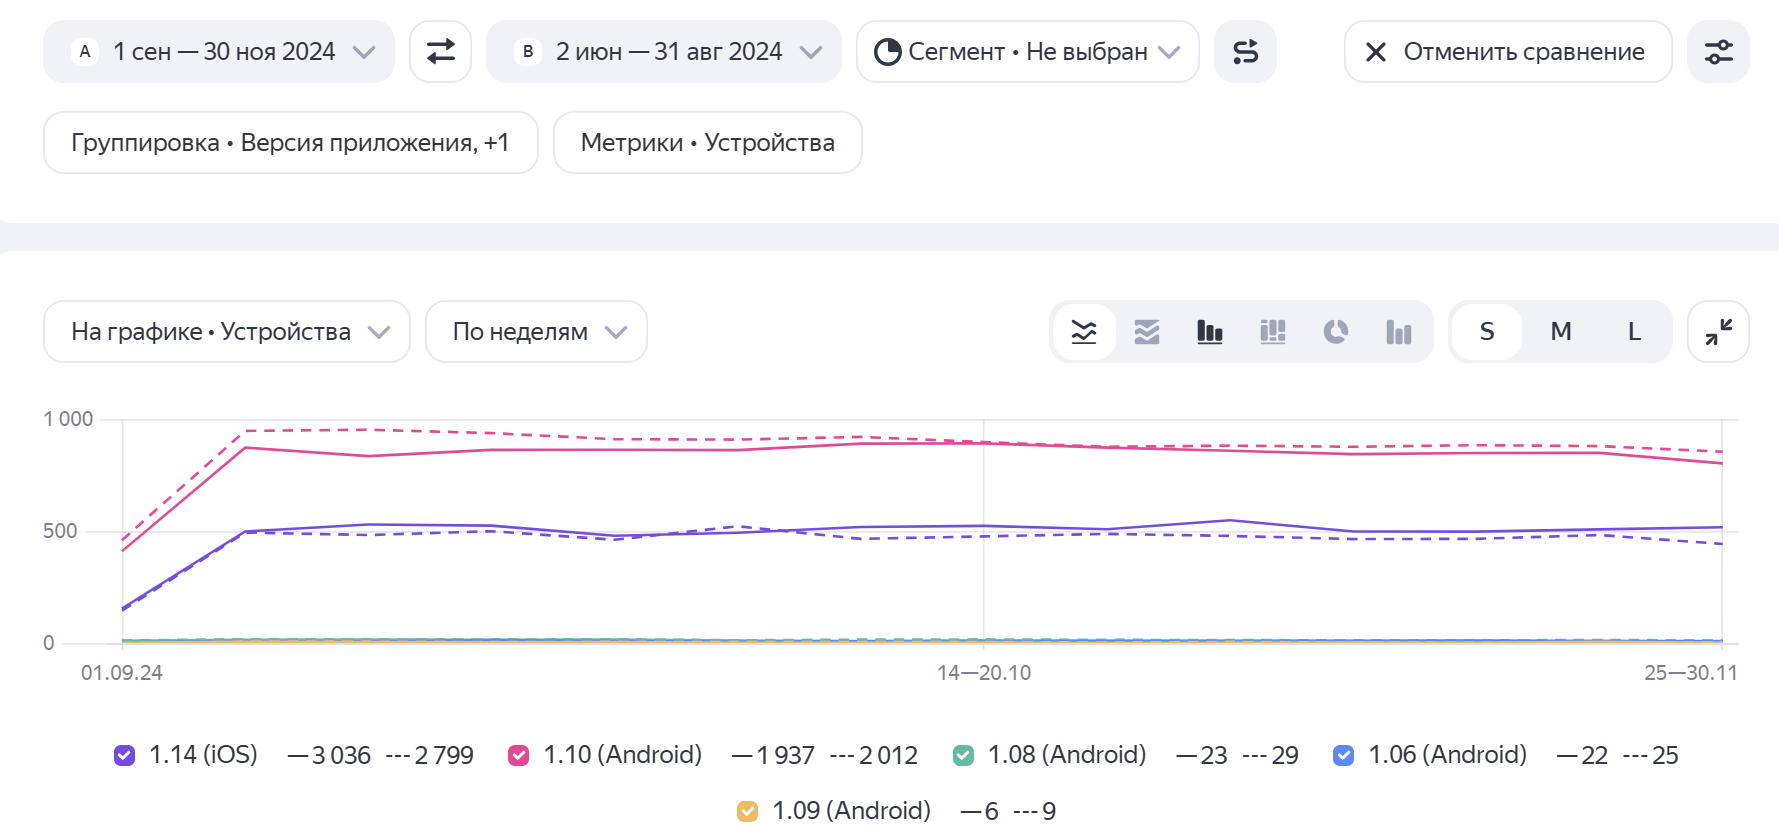 A 1 сен — 30 ноя 2024 B 2 июн — 31 авг 2024 Сегмент • Не выбран Отменить сравнение
Группировка • Версия приложения, +1 Метрики • Устройства
На графике • Устройства По неделям S M L
1 000
500
0
01.09.24 14—20.10 25—30.11
1.14 (iOS) — 3 036 --- 2 799 1.10 (Android) — 1 937 --- 2 012 1.08 (Android) — 23 --- 29 1.06 (Android) — 22 --- 25
1.09 (Android) — 6 --- 9